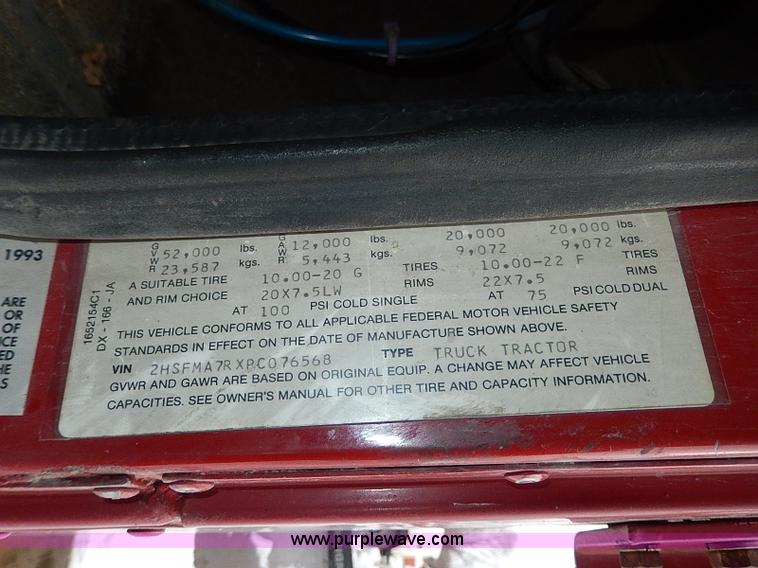 1993
ARE
OR
OF
NCE
ED
HE
S
1652154C1
DX - 166 - JA
GVWR 52,000 lbs. GAWR 12,000 lbs. 20,000 20,000 lbs.
23,587 kgs. 5,443 kgs. 9,072 9,072 kgs.
A SUITABLE TIRE 10.00-20 G TIRES 10.00-22 F TIRES
AND RIM CHOICE 20X7.5LW RIMS 22X7.5 RIMS
AT 100 PSI COLD SINGLE AT 75 PSI COLD DUAL
THIS VEHICLE CONFORMS TO ALL APPLICABLE FEDERAL MOTOR VEHICLE SAFETY
STANDARDS IN EFFECT ON THE DATE OF MANUFACTURE SHOWN ABOVE.
VIN 2HSFMA7RXPC076568 TYPE TRUCK TRACTOR
GVWR AND GAWR ARE BASED ON ORIGINAL EQUIP. A CHANGE MAY AFFECT VEHICLE
CAPACITIES. SEE OWNER'S MANUAL FOR OTHER TIRE AND CAPACITY INFORMATION.
www.purplewave.com